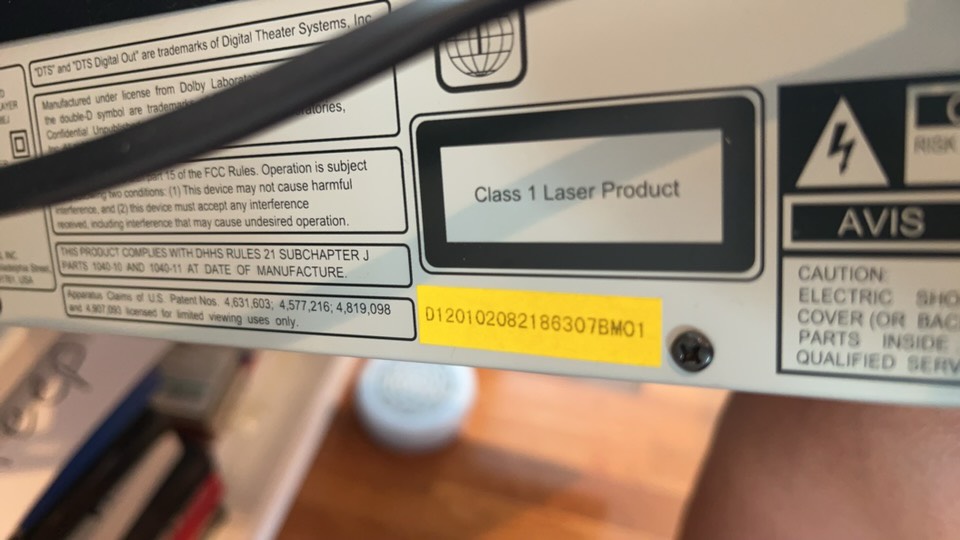 "DTS" and "DTS Digital Out" are trademarks of Digital Theater Systems, Inc.
Manufactured under license from Dolby
the double-D symbol are
Confidential
15 of the FCC Rules. Operation is subject
two conditions: (1) This device may not cause harmful
interference, and (2) this device must accept any interference
received, including interference that may cause undesired operation.
THIS PRODUCT COMPLIES WITH DHHS RULES 21 SUBCHAPTER J
PARTS 1040-10 AND 1040-11 AT DATE OF MANUFACTURE.
Apparatus Claims of U.S. Patent Nos. 4,631,603; 4,577,216; 4,819,098
and 4,907,093 licensed for limited viewing uses only.
Class 1 Laser Product
D120102082186307BM01
RISK
AVIS
CAUTION:
ELECTRIC
COVER (OR
PARTS INSIDE
QUALIFIED